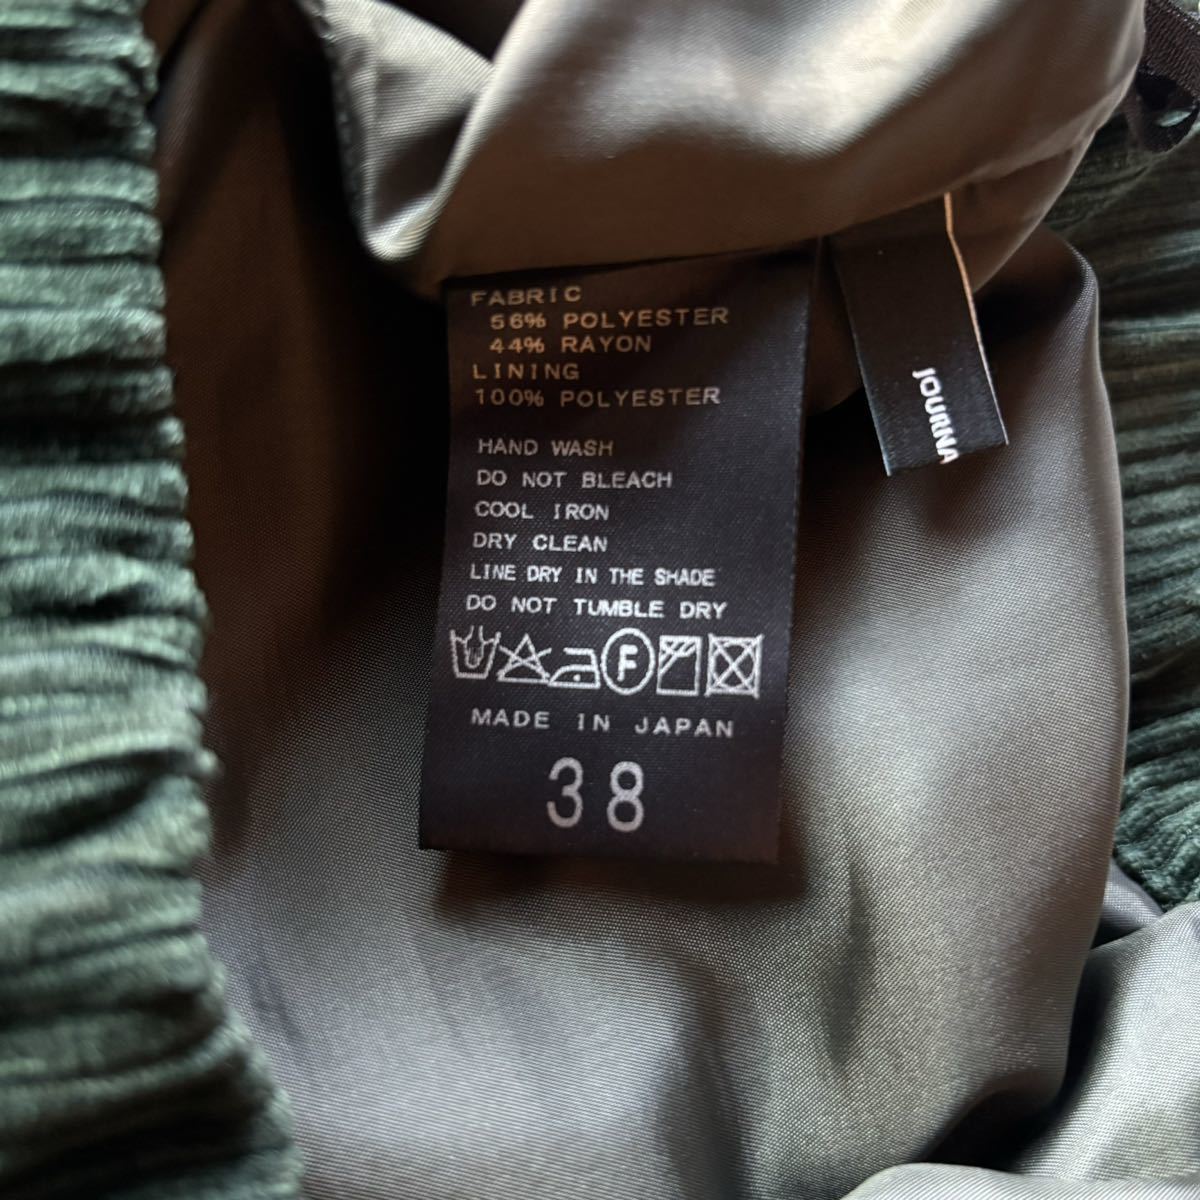 FABRIC
56% POLYESTER
44% RAYON
LINING
100% POLYESTER
HAND WASH
DO NOT BLEACH
COOL IRON
DRY CLEAN
LINE DRY IN THE SHADE
DO NOT TUMBLE DRY
F
MADE IN JAPAN
38
JOURNA